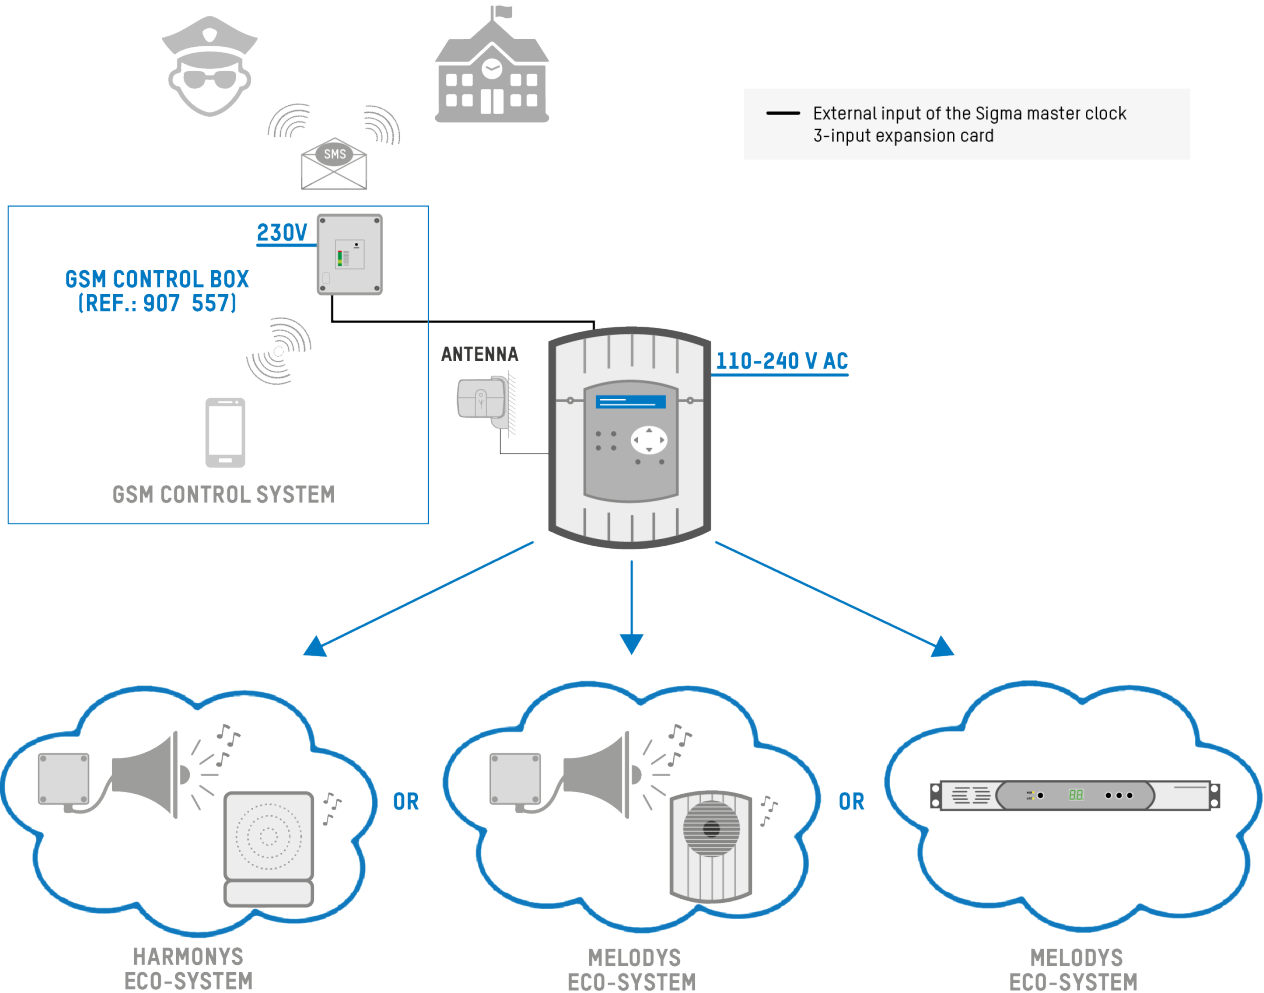 External input of the Sigma master clock
3-input expansion card
SMS
230V
GSM CONTROL BOX
(REF.: 907 557)
ANTENNA
110-240 V AC
GSM CONTROL SYSTEM
OR
OR
88
HARMONYS
ECO-SYSTEM
MELODYS
ECO-SYSTEM
MELODYS
ECO-SYSTEM